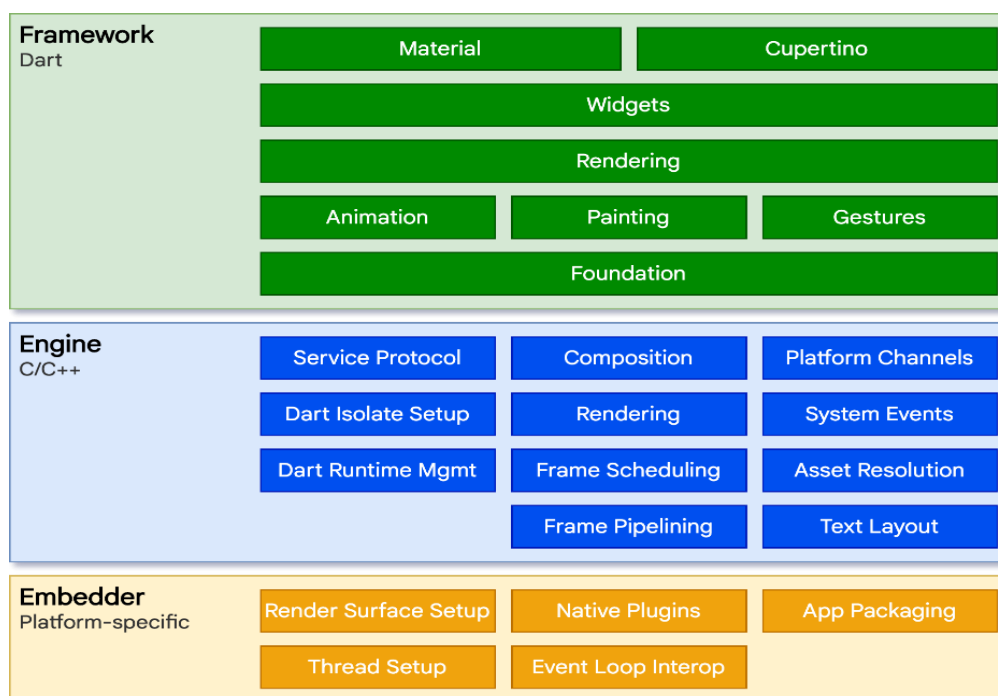 Framework
Dart
Material
Cupertino
Widgets
Rendering
Animation
Painting
Gestures
Foundation
Engine
C/C++
Service Protocol
Composition
Platform Channels
Dart Isolate Setup
Rendering
System Events
Dart Runtime Mgmt
Frame Scheduling
Asset Resolution
Frame Pipelining
Text Layout
Embedder
Platform-specific
Render Surface Setup
Native Plugins
App Packaging
Thread Setup
Event Loop Interop